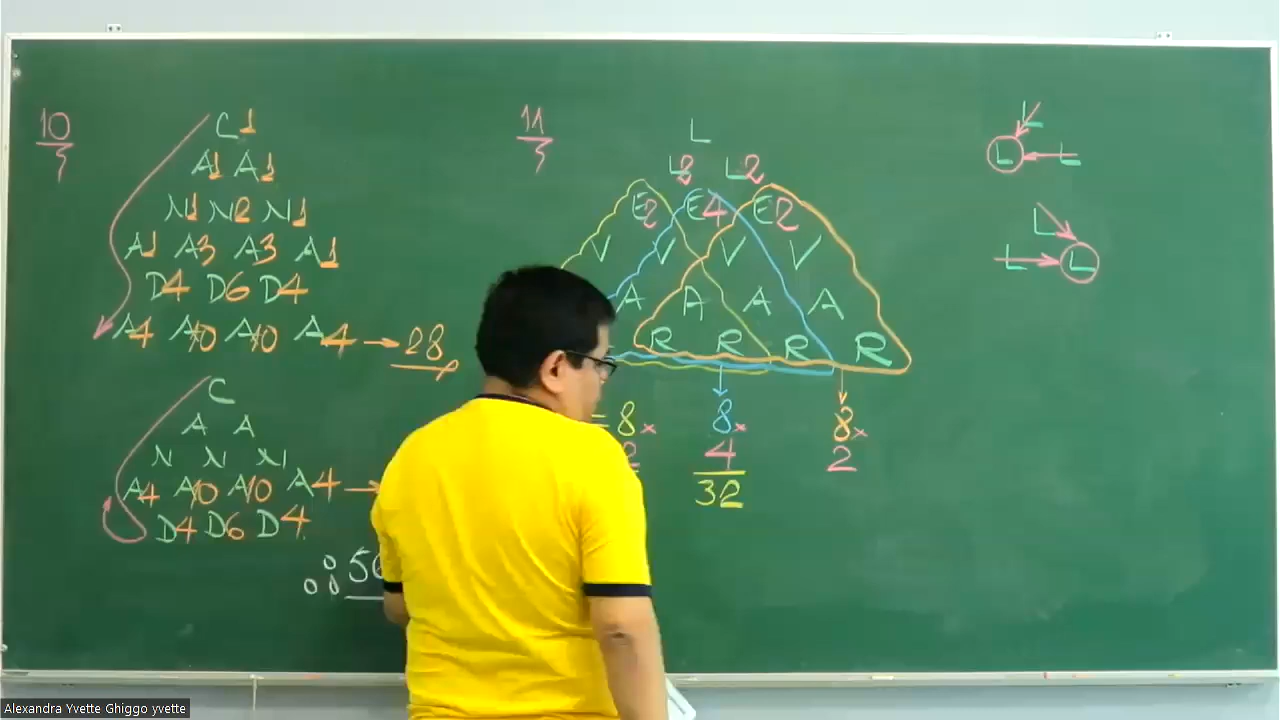 10
C1
A1 A1
N1 N2 N1
A1 A3 A3 A1
D4 D6 D4
A4 A10 A10 A4 → 28
C
A A
N N N
A4 A10 A10 A4 →
D4 D6 D4
11
L
L2 L2
E2 E4 E2
V V V V
A A A A
R R R R
= 8 x 2
8 x 4
32
8 x 2
L
L L
L
L L
Alexandra Yvette Ghiggo yvette